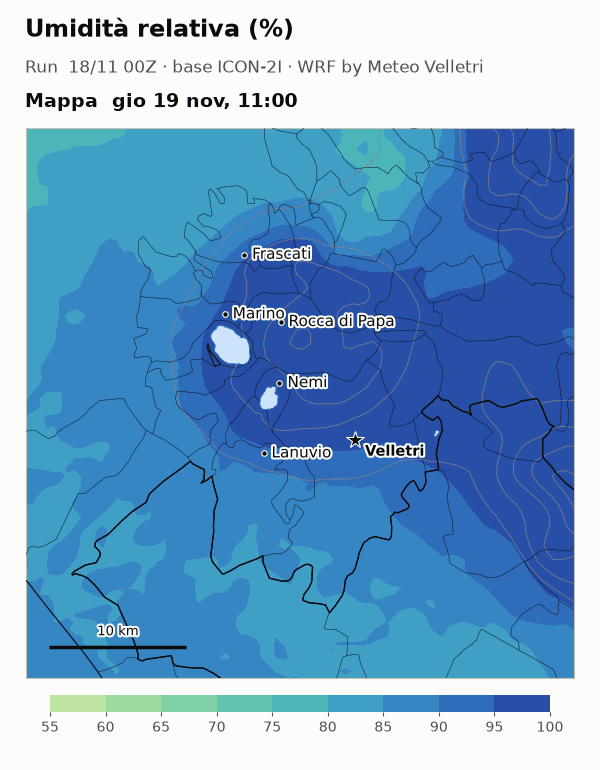 Umidità relativa (%)
Run  18/11 00Z · base ICON-2I · WRF by Meteo Velletri
Mappa  gio 19 nov, 11:00
Frascati
Marino
Rocca di Papa
Nemi
Lanuvio
Velletri
10 km
55 60 65 70 75 80 85 90 95 100